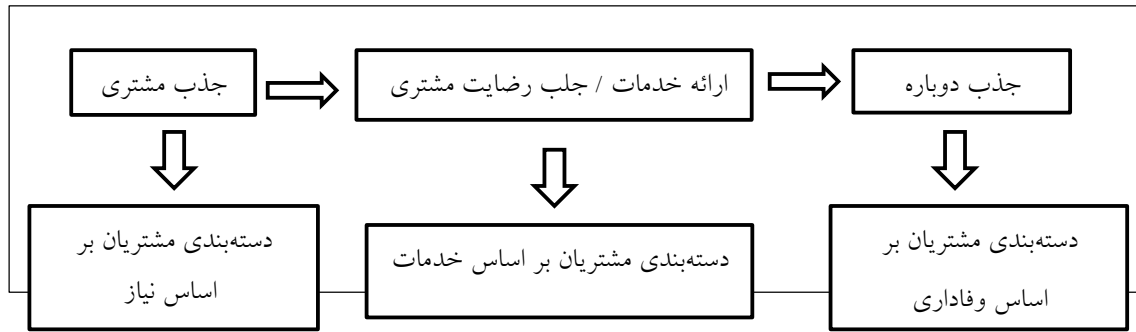 جذب مشتری
ارائه خدمات / جلب رضایت مشتری
جذب دوباره
دسته‌بندی مشتریان بر
اساس نیاز
دسته‌بندی مشتریان بر اساس خدمات
دسته‌بندی مشتریان بر
اساس وفاداری